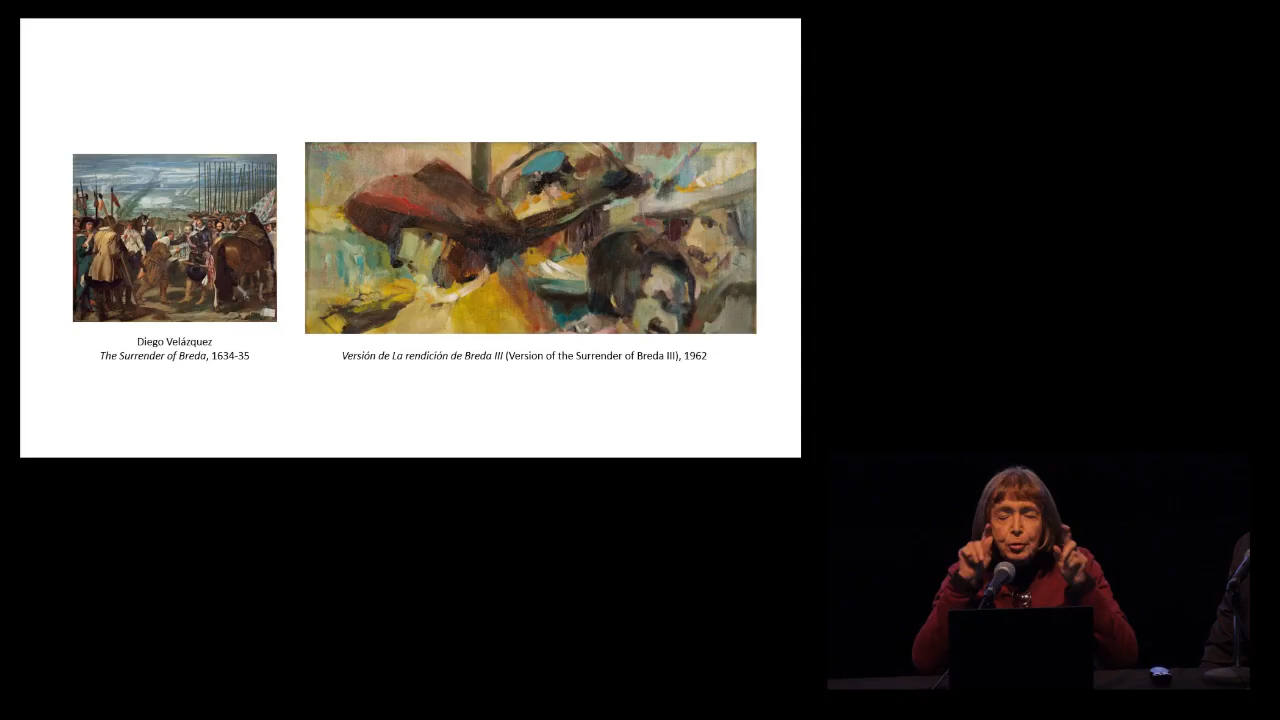 Diego Velázquez
The Surrender of Breda, 1634-35
Versión de La rendición de Breda III (Version of the Surrender of Breda III), 1962